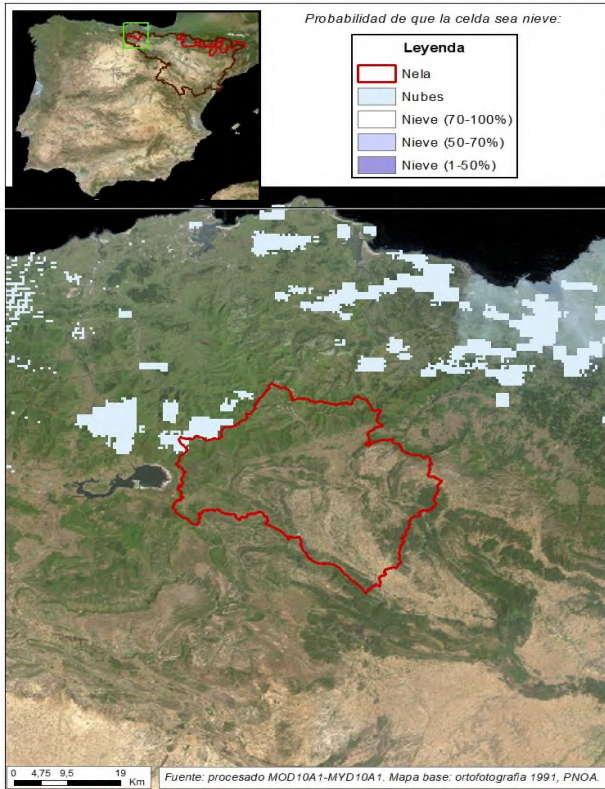 Probabilidad de que la celda sea nieve:
Leyenda
Nela
Nubes
Nieve (70-100%)
Nieve (50-70%)
Nieve (1-50%)
0 4,75 9,5 19
Km
Fuente: procesado MOD10A1-MYD10A1. Mapa base: ortofotografía 1991, PNOA.